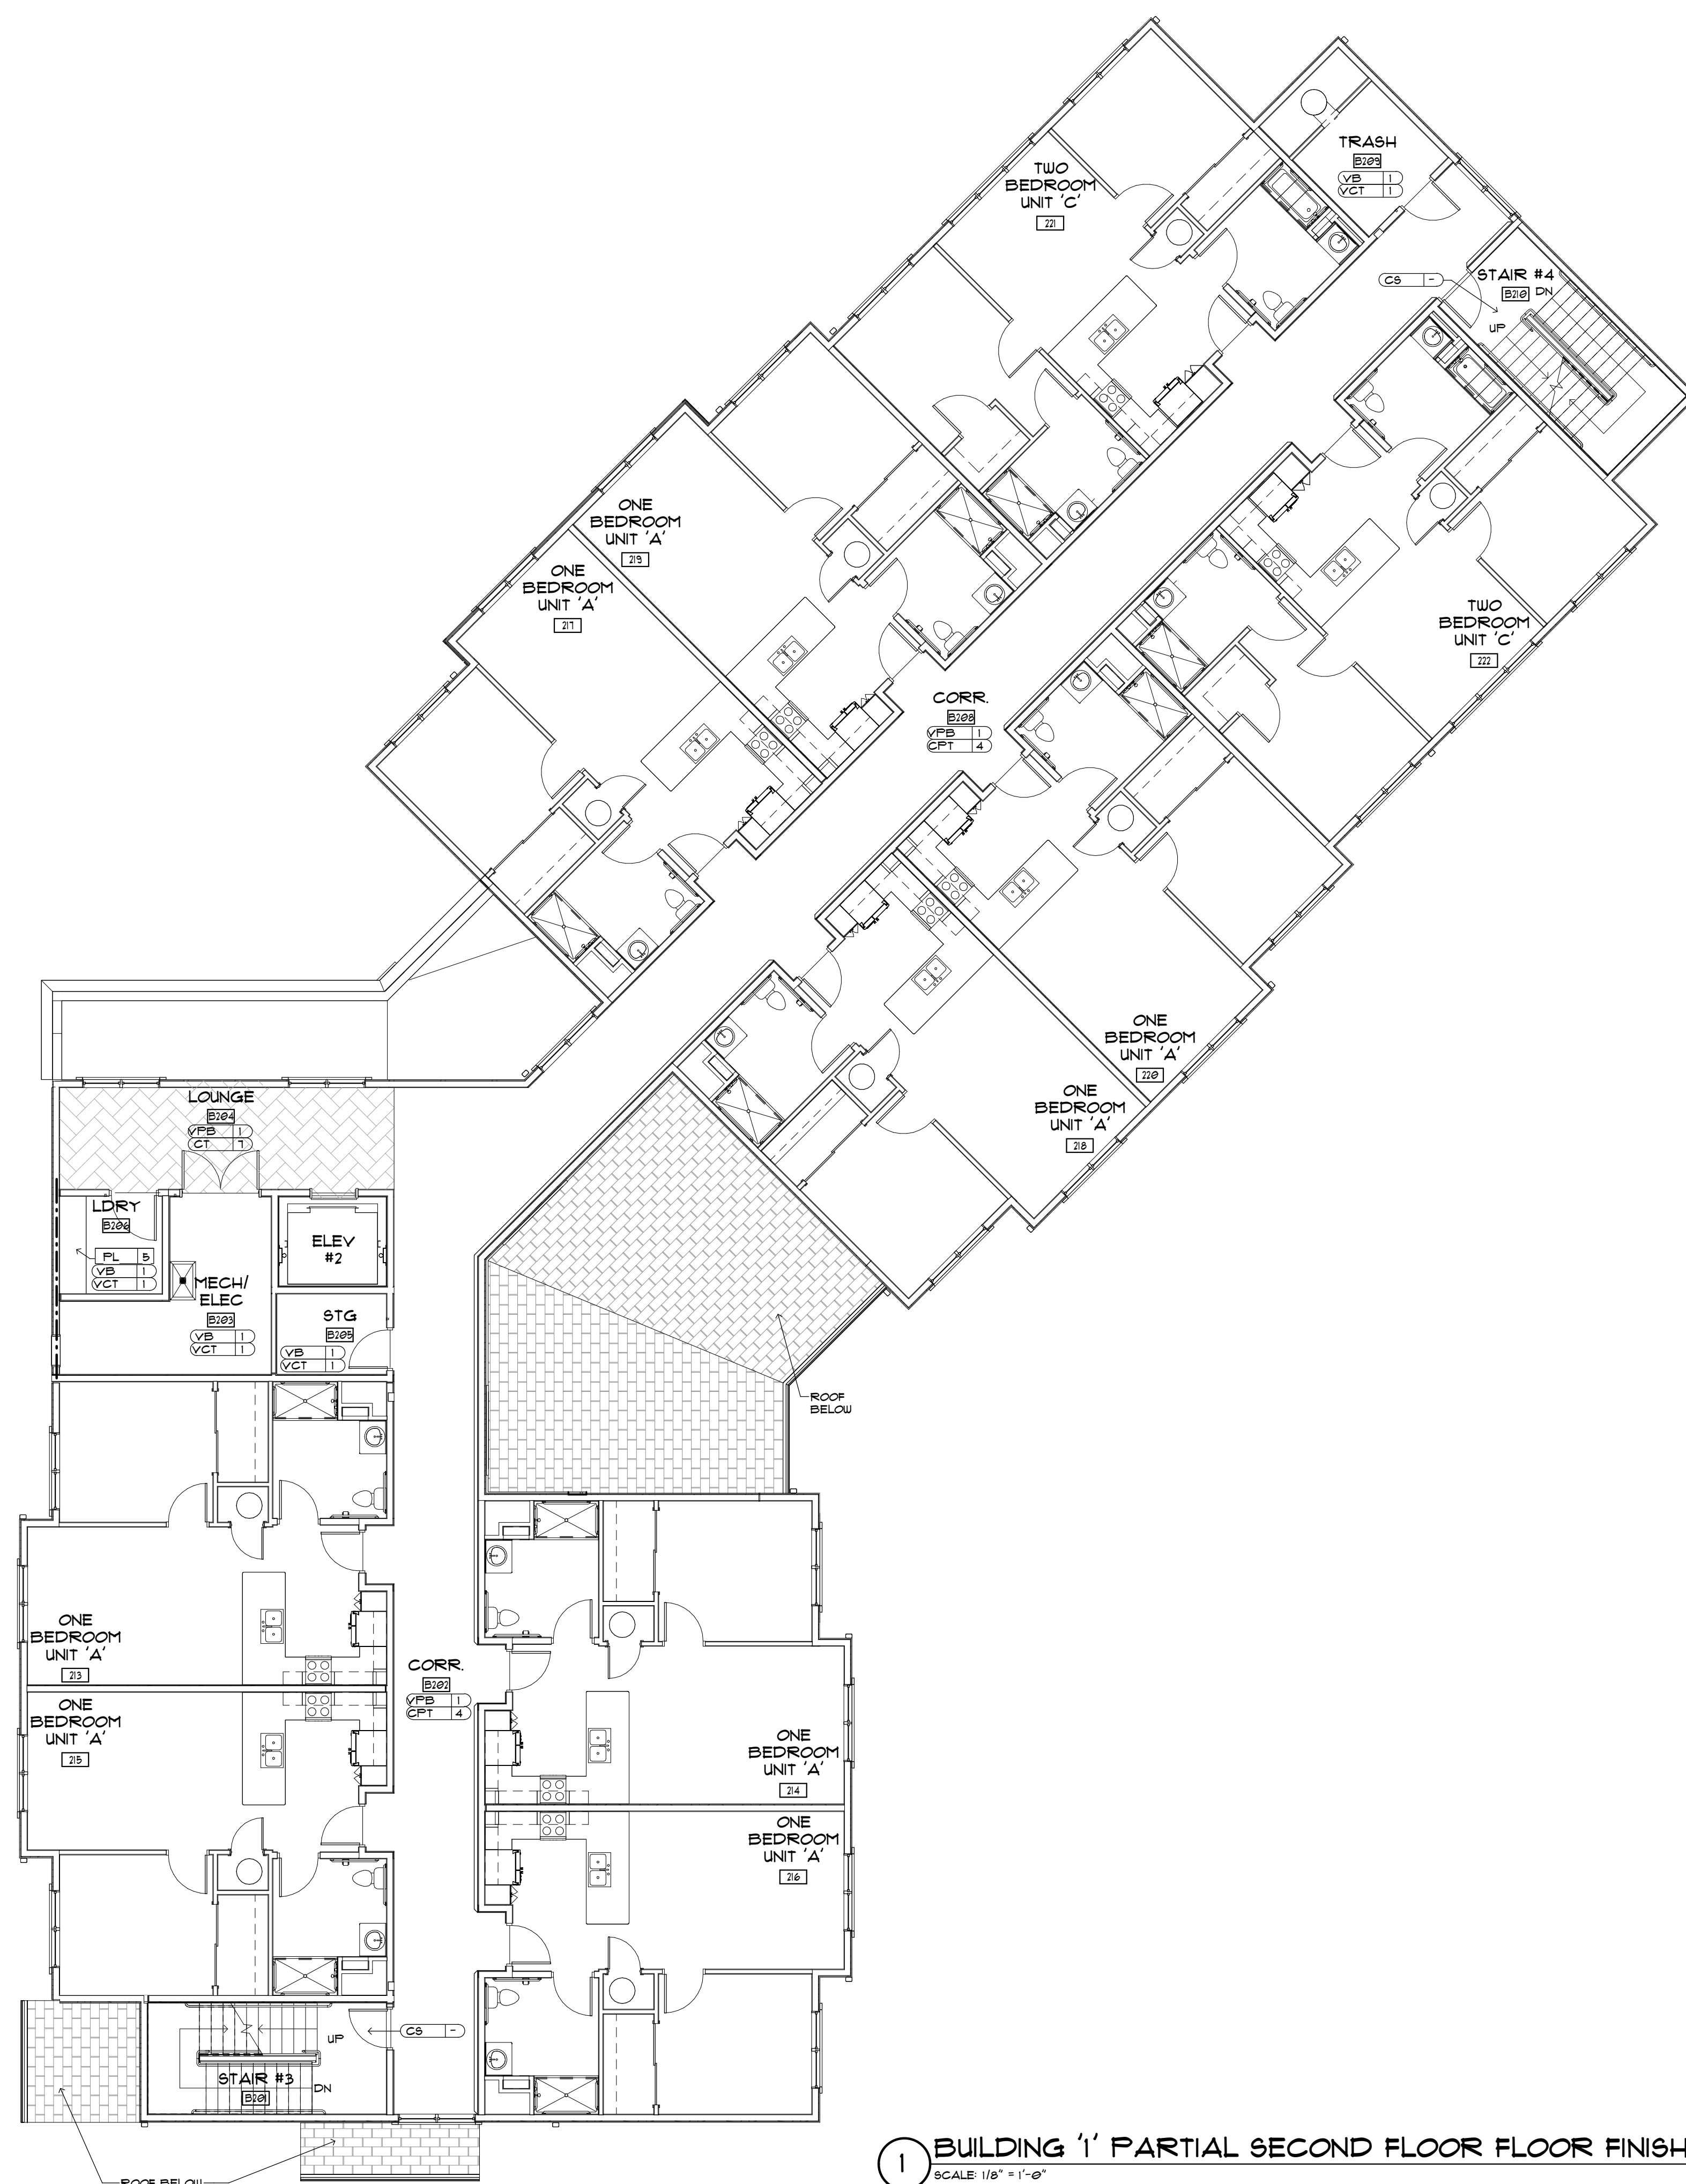 TRASH
B209
VB 1
VCT 1
TWO
BEDROOM
UNIT 'C'
221
CS -
STAIR #4
B210 DN
UP
ONE
BEDROOM
UNIT 'A'
219
ONE
BEDROOM
UNIT 'A'
217
TWO
BEDROOM
UNIT 'C'
222
CORR.
B208
VPB 1
CPT 4
ONE
BEDROOM
UNIT 'A'
220
ONE
BEDROOM
UNIT 'A'
218
LOUNGE
B204
VPB 1
CT 7
LDRY
B206
PL 5
VB 1
VCT 1
ELEV
#2
MECH/
ELEC
B203
VB 1
VCT 1
STG
B205
VB 1
VCT 1
ROOF
BELOW
ONE
BEDROOM
UNIT 'A'
213
CORR.
B202
VPB 1
CPT 4
ONE
BEDROOM
UNIT 'A'
215
ONE
BEDROOM
UNIT 'A'
214
ONE
BEDROOM
UNIT 'A'
216
UP
CS -
STAIR #3
DN
B201
ROOF BELOW
1
BUILDING '1' PARTIAL SECOND FLOOR FLOOR FINISH
SCALE: 1/8" = 1'-0"